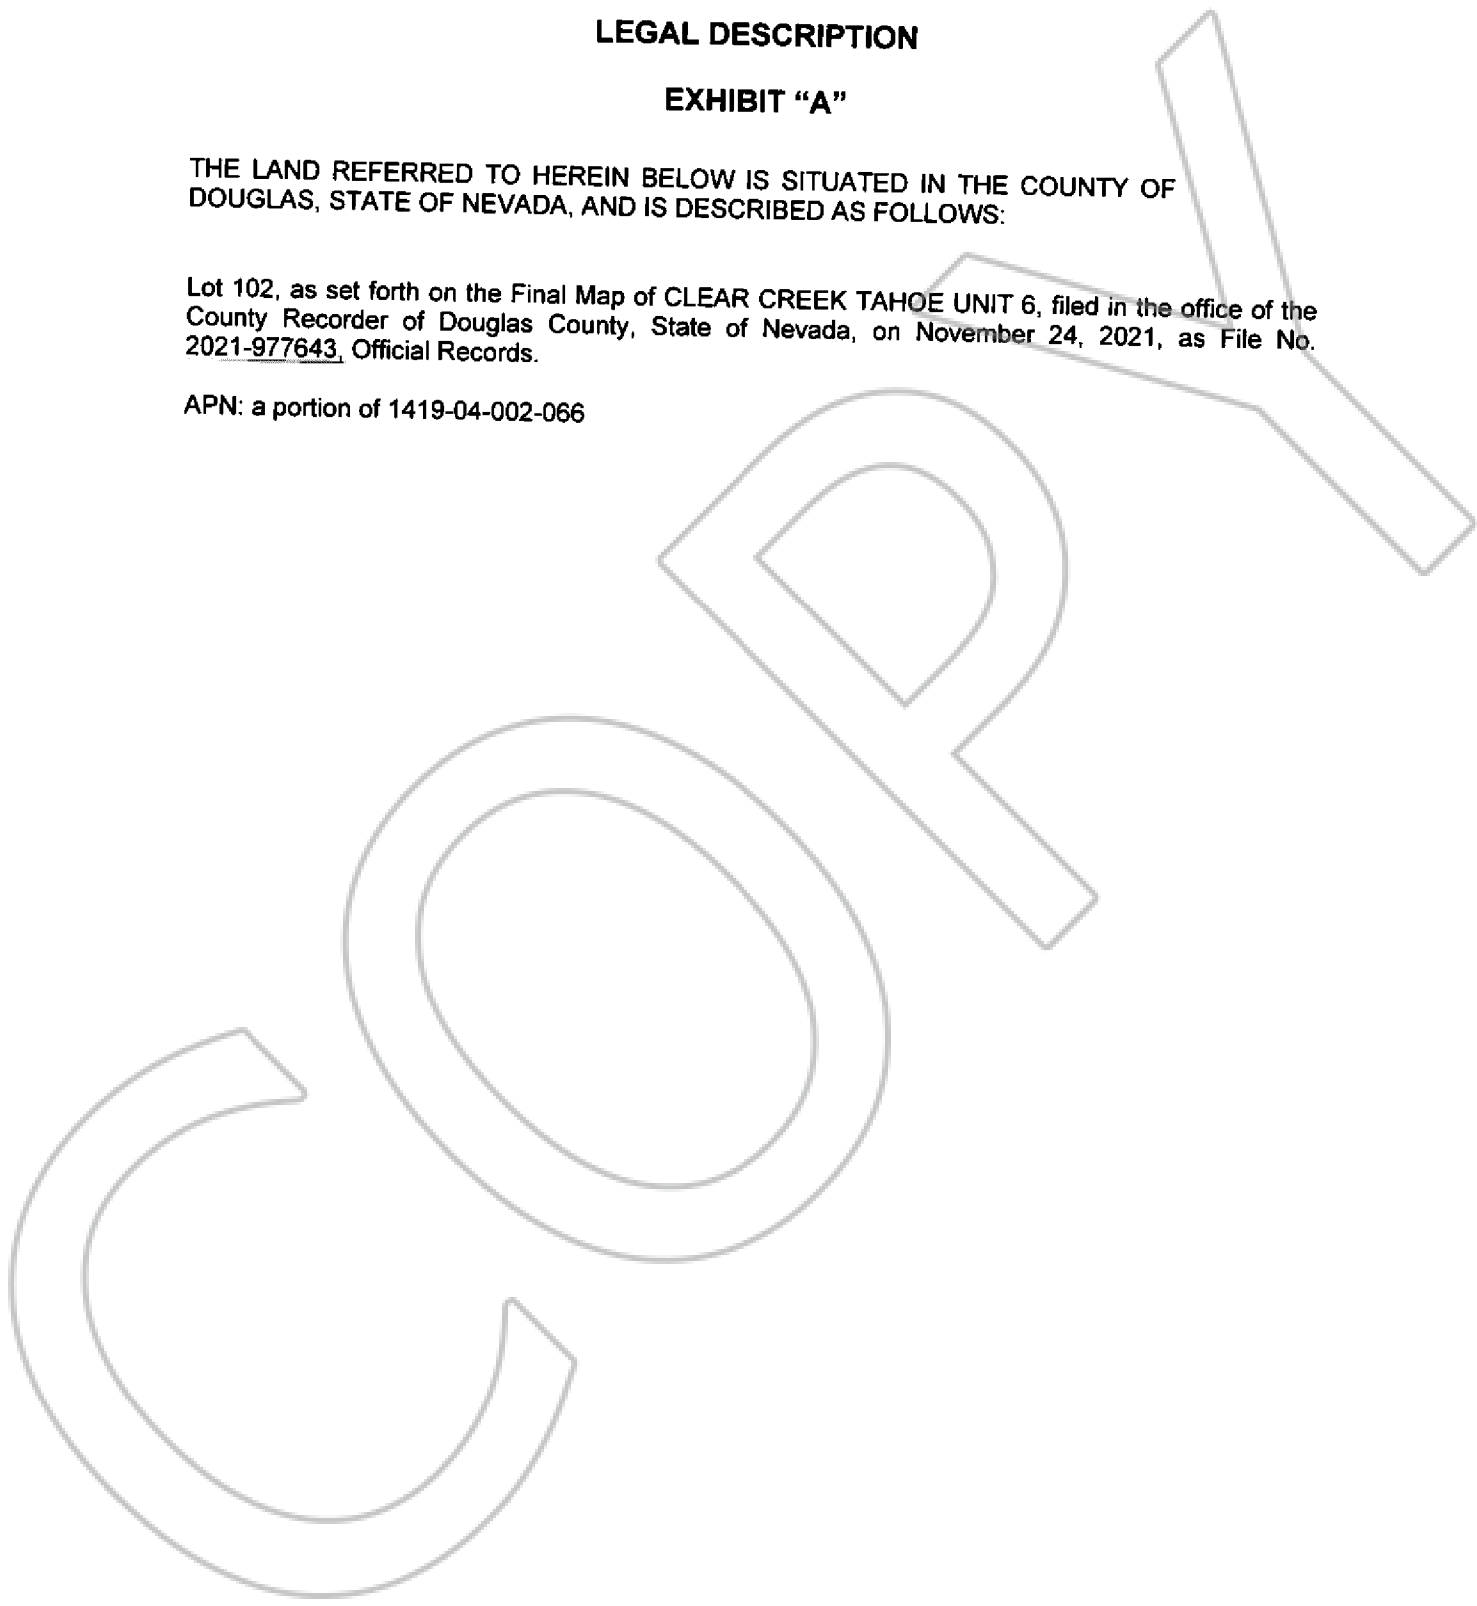 LEGAL DESCRIPTION
EXHIBIT “A”
THE LAND REFERRED TO HEREIN BELOW IS SITUATED IN THE COUNTY OF
DOUGLAS, STATE OF NEVADA, AND IS DESCRIBED AS FOLLOWS:
Lot 102, as set forth on the Final Map of CLEAR CREEK TAHOE UNIT 6, filed in the office of the
County Recorder of Douglas County, State of Nevada, on November 24, 2021, as File No.
2021-977643, Official Records.
APN: a portion of 1419-04-002-066
COPY